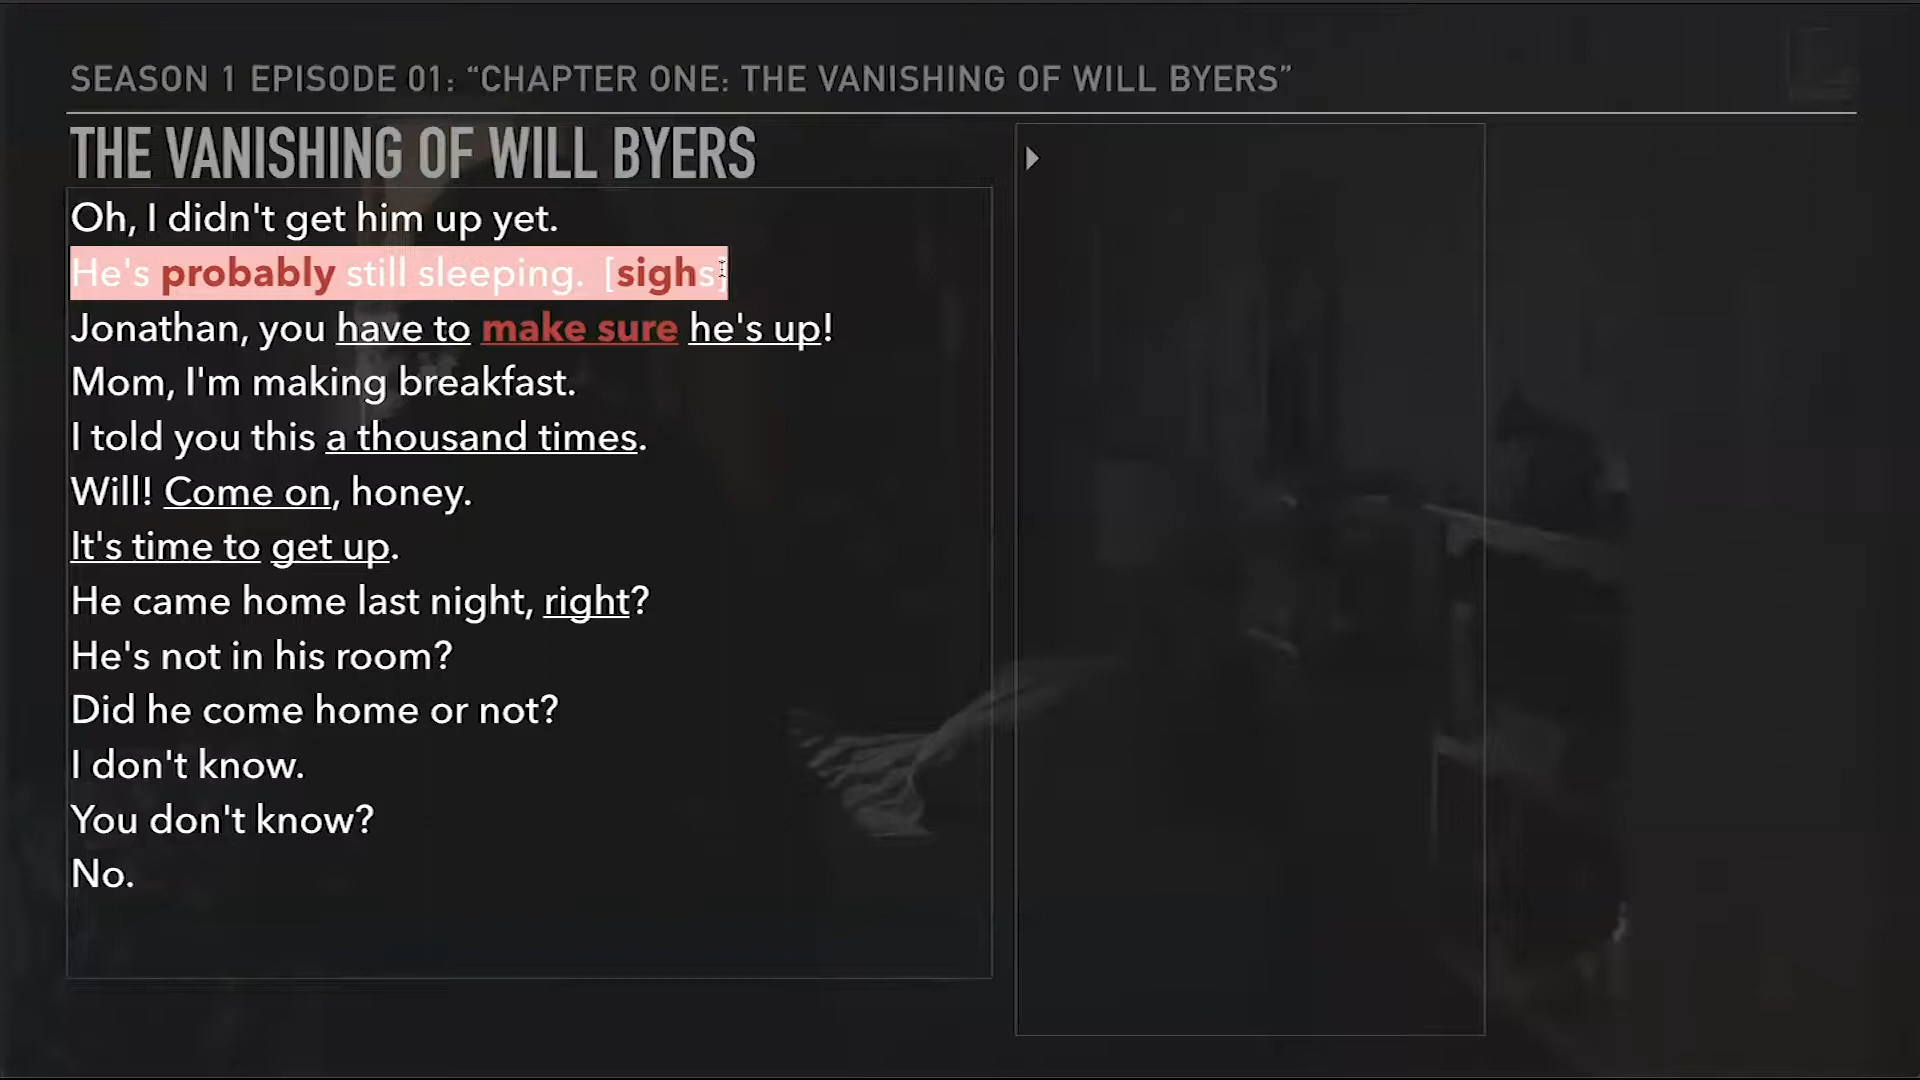 SEASON 1 EPISODE 01: “CHAPTER ONE: THE VANISHING OF WILL BYERS”
THE VANISHING OF WILL BYERS
Oh, I didn't get him up yet.
He's probably still sleeping. [sighs]
Jonathan, you have to make sure he's up!
Mom, I'm making breakfast.
I told you this a thousand times.
Will! Come on, honey.
It's time to get up.
He came home last night, right?
He's not in his room?
Did he come home or not?
I don't know.
You don't know?
No.